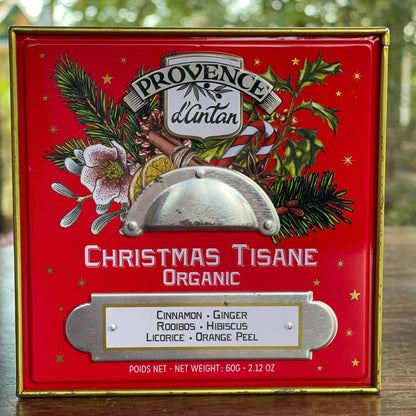 PROVENCE
d'Antan
CHRISTMAS TISANE
ORGANIC
CINNAMON • GINGER
ROOIBOS • HIBISCUS
LICORICE • ORANGE PEEL
POIDS NET - NET WEIGHT : 60G - 2.12 OZ